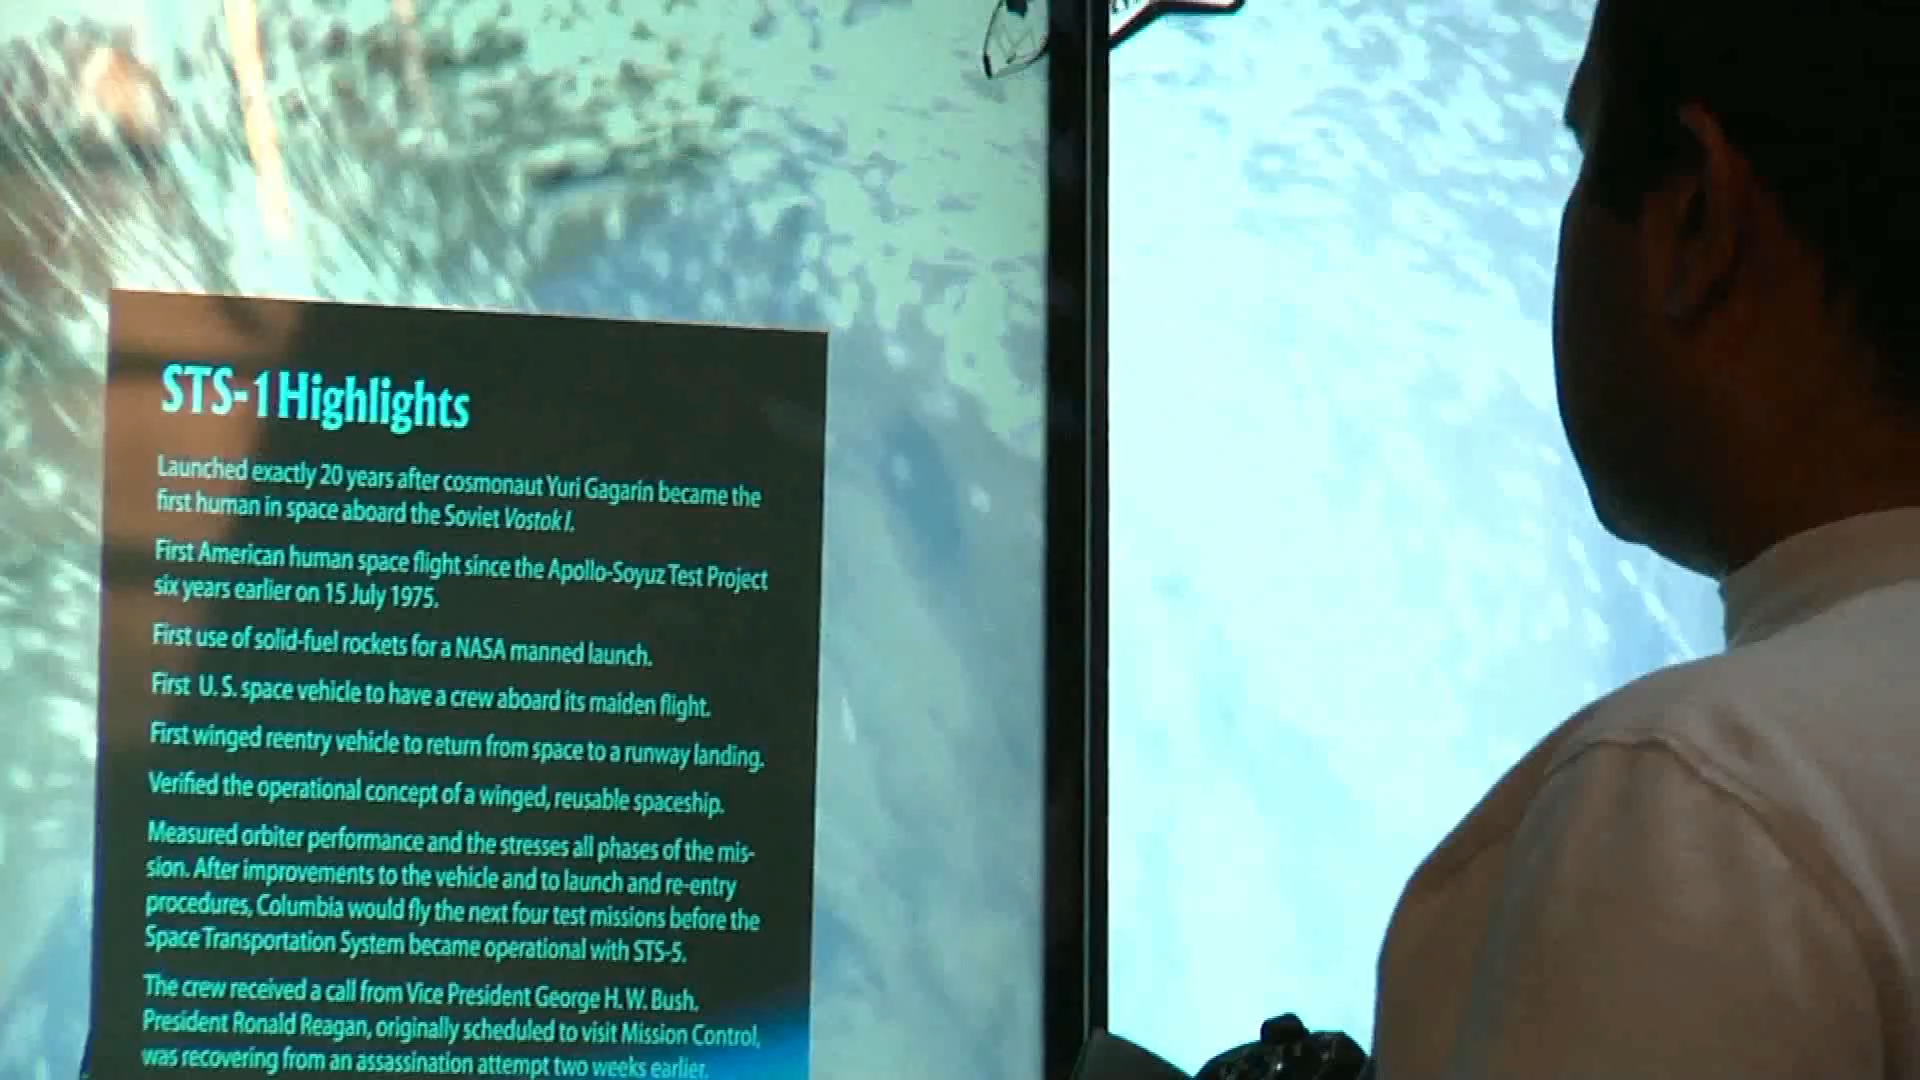 STS-1 Highlights
Launched exactly 20 years after cosmonaut Yuri Gagarin became the
first human in space aboard the Soviet Vostok I.
First American human space flight since the Apollo-Soyuz Test Project
six years earlier on 15 July 1975.
First use of solid-fuel rockets for a NASA manned launch.
First U. S. space vehicle to have a crew aboard its maiden flight.
First winged reentry vehicle to return from space to a runway landing.
Verified the operational concept of a winged, reusable spaceship.
Measured orbiter performance and the stresses all phases of the mis-
sion. After improvements to the vehicle and to launch and re-entry
procedures, Columbia would fly the next four test missions before the
Space Transportation System became operational with STS-5.
The crew received a call from Vice President George H. W. Bush.
President Ronald Reagan, originally scheduled to visit Mission Control,
was recovering from an assassination attempt two weeks earlier.